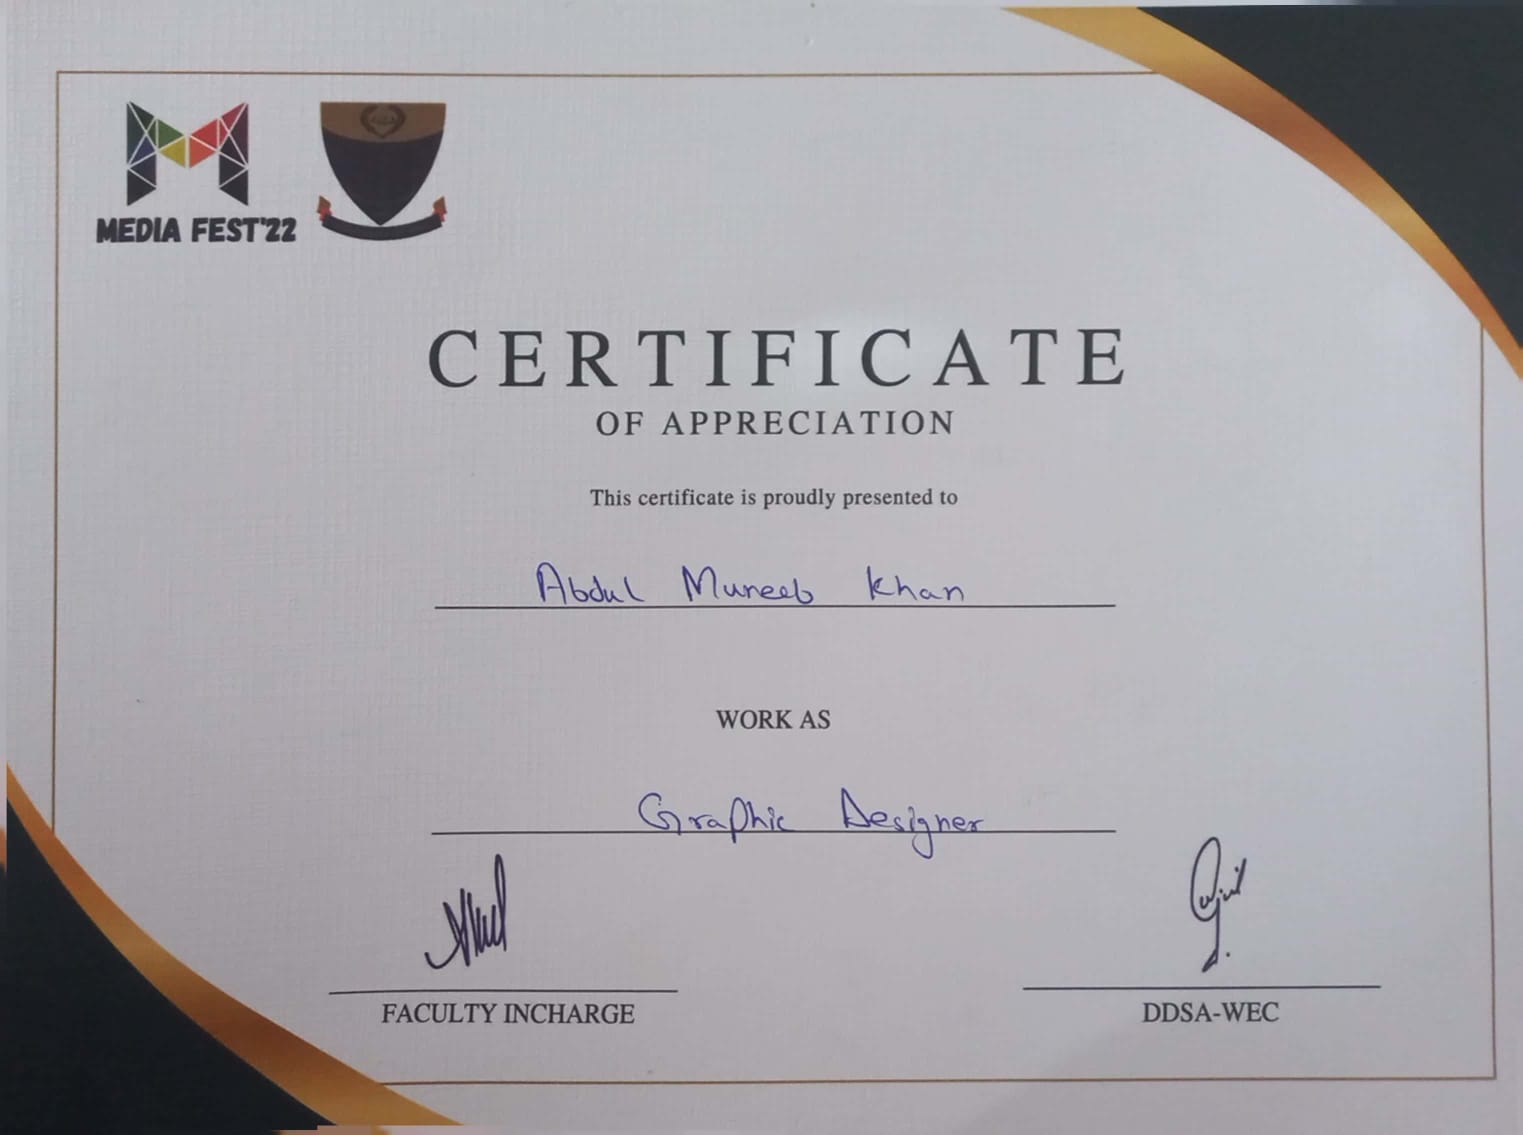 MEDIA FEST'22
CERTIFICATE
OF APPRECIATION
This certificate is proudly presented to
Abdul Muneeb Khan
WORK AS
Graphic Designer
FACULTY INCHARGE
DDSA-WEC